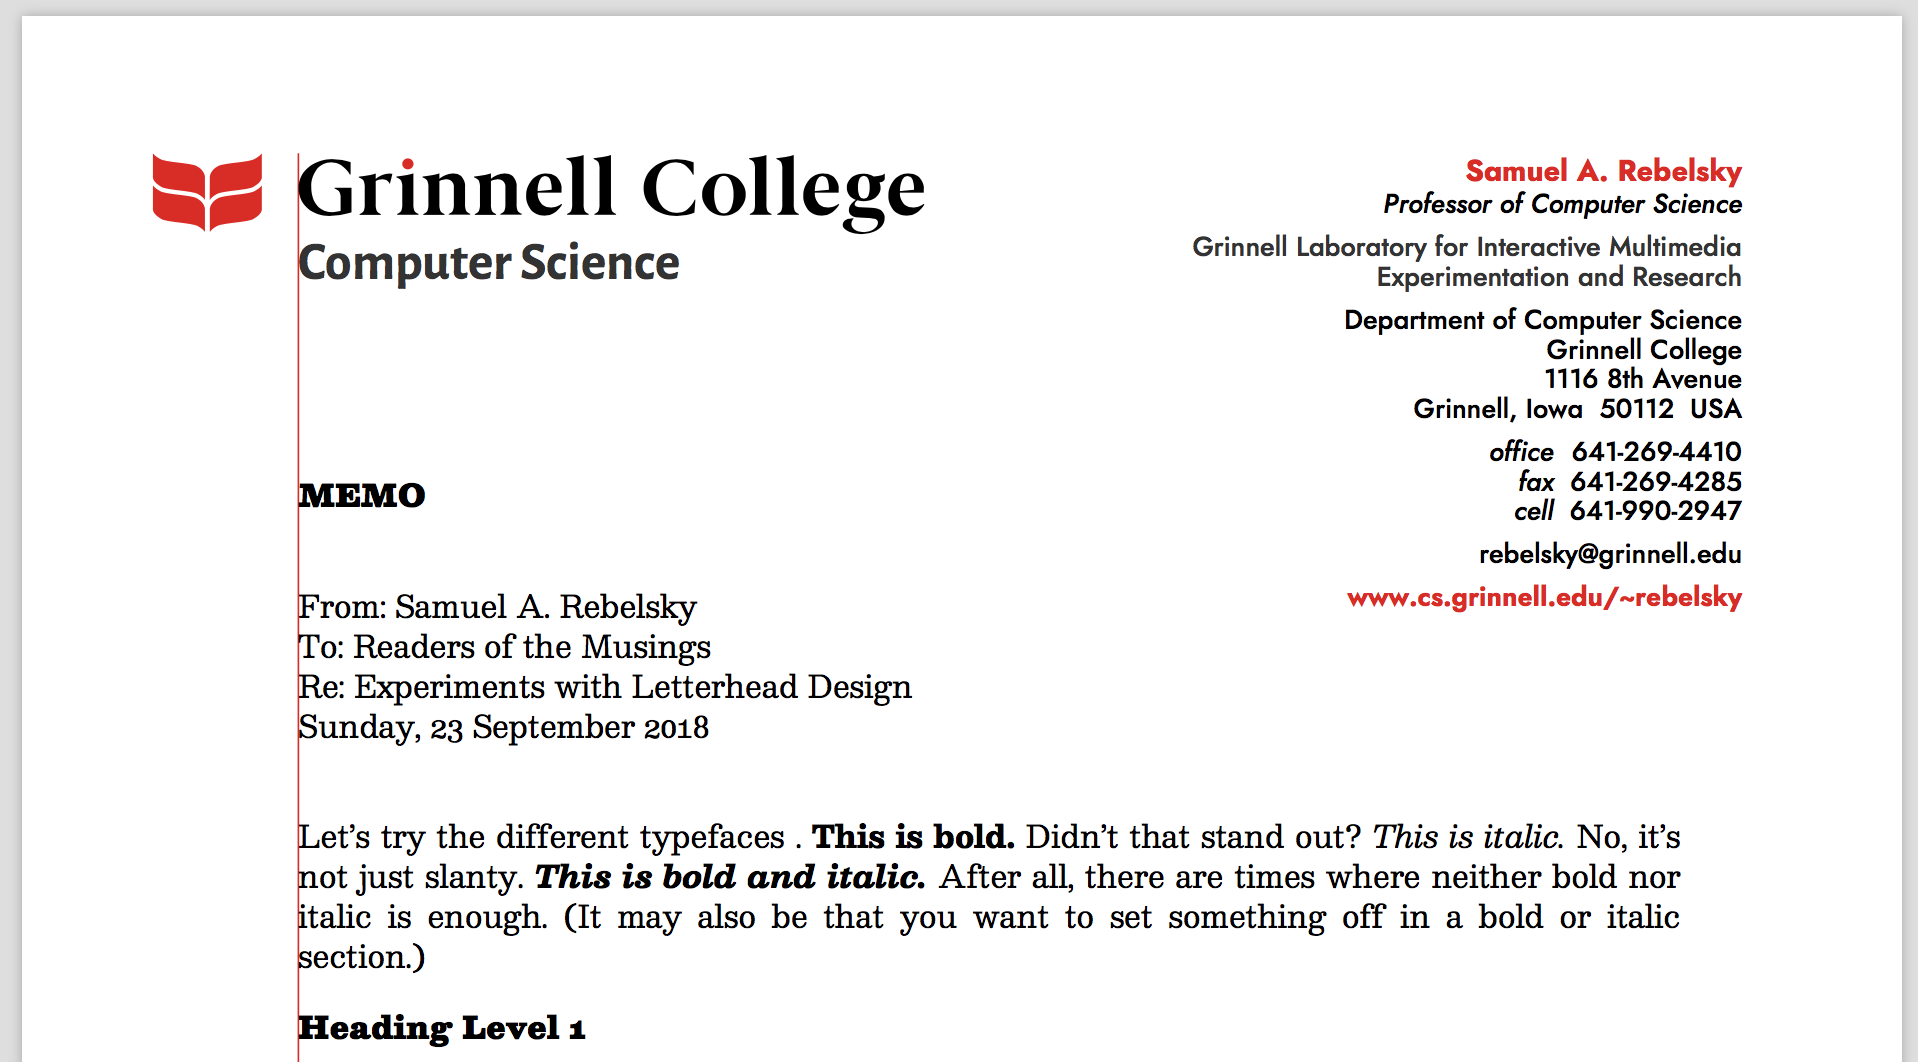 Grinnell College
Computer Science
Samuel A. Rebelsky
Professor of Computer Science
Grinnell Laboratory for Interactive Multimedia
Experimentation and Research
Department of Computer Science
Grinnell College
1116 8th Avenue
Grinnell, Iowa 50112 USA
office 641-269-4410
fax 641-269-4285
cell 641-990-2947
rebelsky@grinnell.edu
www.cs.grinnell.edu/~rebelsky
MEMO
From: Samuel A. Rebelsky
To: Readers of the Musings
Re: Experiments with Letterhead Design
Sunday, 23 September 2018
Let’s try the different typefaces . This is bold. Didn’t that stand out? This is italic. No, it’s
not just slanty. This is bold and italic. After all, there are times where neither bold nor
italic is enough. (It may also be that you want to set something off in a bold or italic
section.)
Heading Level 1